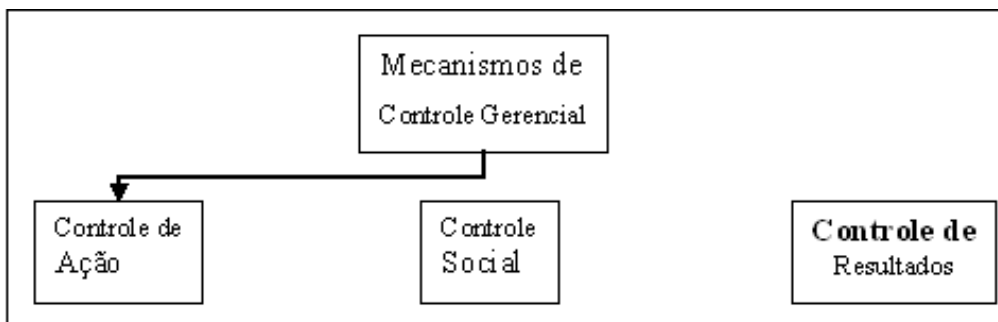 Mecanismos de
Controle Gerencial
Controle de
Ação
Controle
Social
Controle de
Resultados